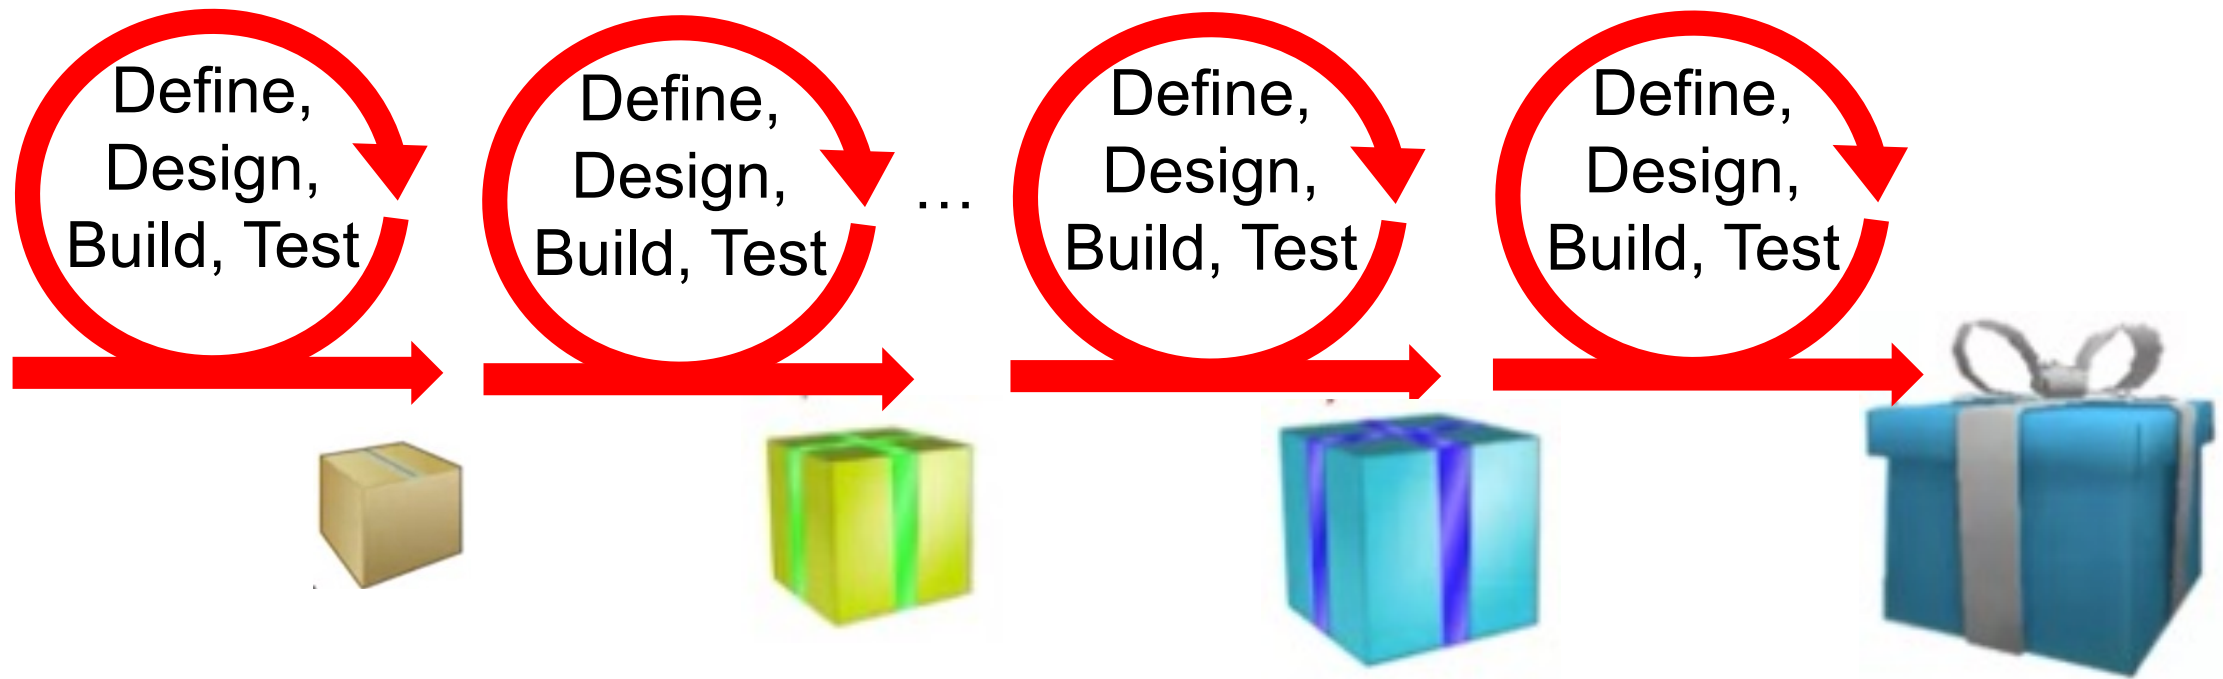 Define,
Design,
Build, Test
Define,
Design,
Build, Test
…
Define,
Design,
Build, Test
Define,
Design,
Build, Test